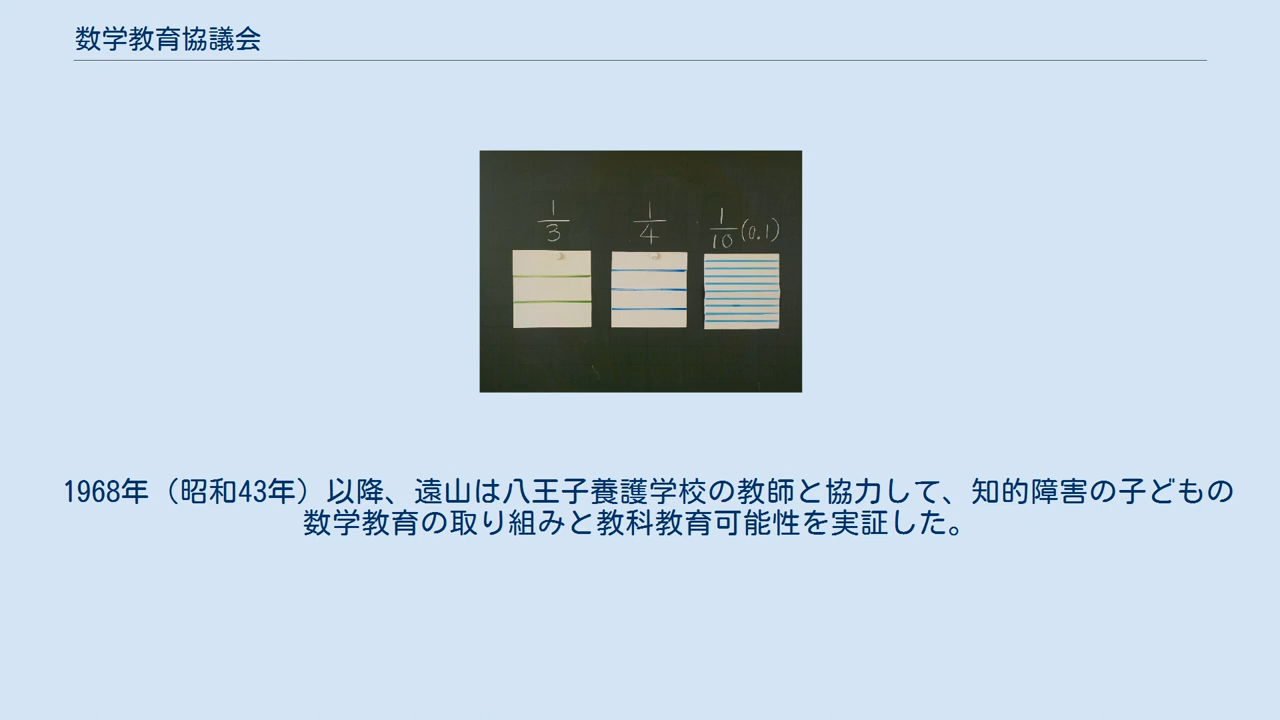 数学教育協議会
1/3 1/4 1/10 (0.1)
1968年（昭和43年）以降、遠山は八王子養護学校の教師と協力して、知的障害の子どもの
数学教育の取り組みと教科教育可能性を実証した。